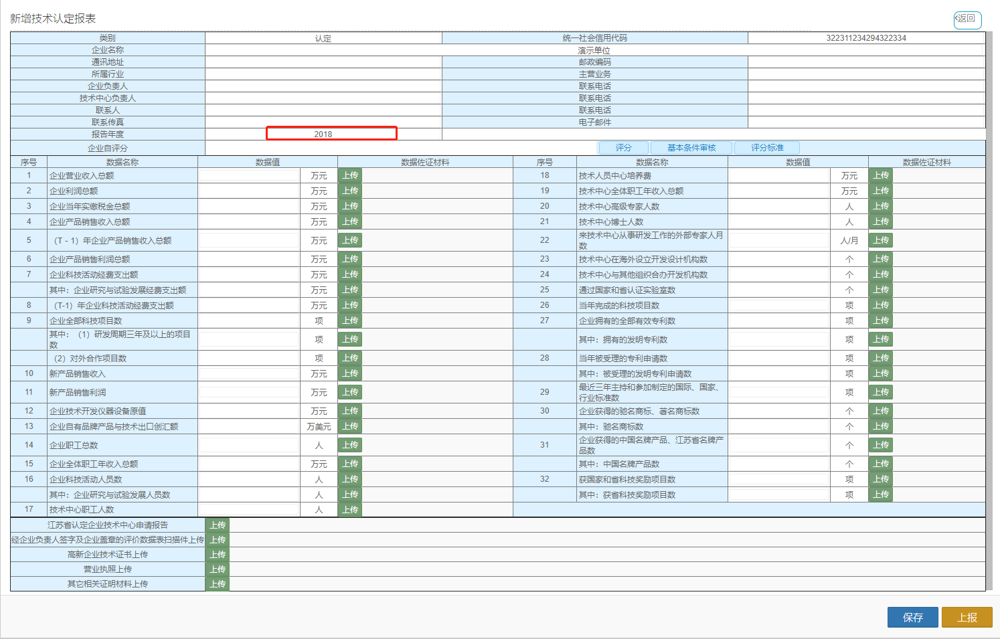 新增技术认定报表
返回
类别 认定 统一社会信用代码 322311234294322334
企业名称 演示单位
通讯地址 邮政编码
所属行业 主营业务
企业负责人 联系电话
技术中心负责人 联系电话
联系人 联系电话
联系传真 电子邮件
报告年度 2018
企业自评分 评分 基本条件审核 评分标准
序号 数据名称 数据值 数据佐证材料 序号 数据名称 数据值 数据佐证材料
1 企业营业收入总额 万元 上传 18 技术人员中心培养费 万元 上传
2 企业利润总额 万元 上传 19 技术中心全体职工年收入总额 万元 上传
3 企业当年实缴税金总额 万元 上传 20 技术中心高级专家人数 人 上传
4 企业产品销售收入总额 万元 上传 21 技术中心博士人数 人 上传
5 （T - 1）年企业产品销售收入总额 万元 上传 22 来技术中心从事研发工作的外部专家人月
数 人/月 上传
6 企业产品销售利润总额 万元 上传 23 技术中心在海外设立开发设计机构数 个 上传
7 企业科技活动经费支出额 万元 上传 24 技术中心与其他组织合办开发机构数 个 上传
其中：企业研究与试验发展经费支出额 万元 上传 25 通过国家和省认证实验室数 个 上传
8 （T-1）年企业科技活动经费支出额 万元 上传 26 当年完成的科技项目数 项 上传
9 企业全部科技项目数 项 上传 27 企业拥有的全部有效专利数 项 上传
其中：（1）研发周期三年及以上的项目
数 项 上传 其中：拥有的发明专利数 项 上传
（2）对外合作项目数 项 上传 28 当年被受理的专利申请数 项 上传
10 新产品销售收入 万元 上传 其中：被受理的发明专利申请数 项 上传
11 新产品销售利润 万元 上传 29 最近三年主持和参加制定的国际、国家、
行业标准数 项 上传
12 企业技术开发仪器设备原值 万元 上传 30 企业获得的驰名商标、著名商标数 个 上传
13 企业自有品牌产品与技术出口创汇额 万美元 上传 其中：驰名商标数 个 上传
14 企业职工总数 人 上传 31 企业获得的中国名牌产品、江苏省名牌产
品数 个 上传
15 企业全体职工年收入总额 万元 上传 其中：中国名牌产品数 个 上传
16 企业科技活动人员数 人 上传 32 获国家和省科技奖励项目数 项 上传
其中：企业研究与试验发展人员数 人 上传 其中：获省科技奖励项目数 项 上传
17 技术中心职工人数 人 上传
江苏省认定企业技术中心申请报告 上传
经企业负责人签字及企业盖章的评价数据表扫描件上传 上传
高新企业技术证书上传 上传
营业执照上传 上传
其它相关证明材料上传 上传
保存 上报